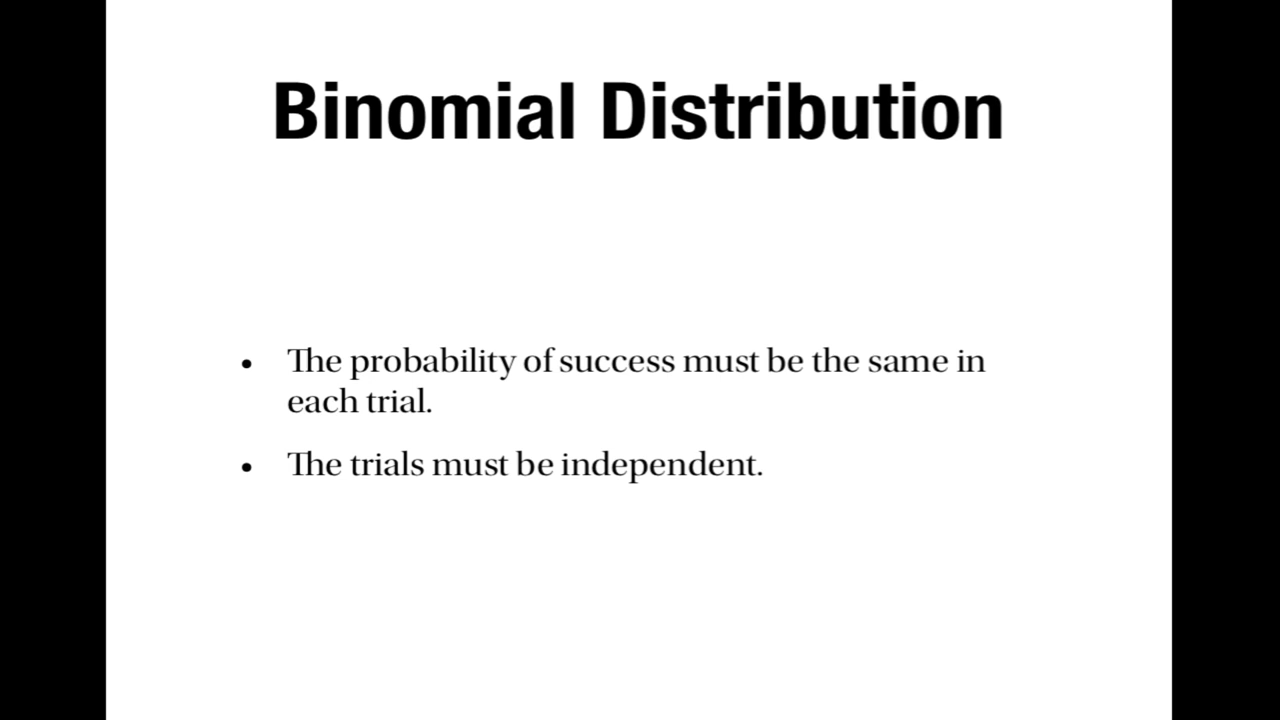 Binomial Distribution
• The probability of success must be the same in
each trial.
• The trials must be independent.